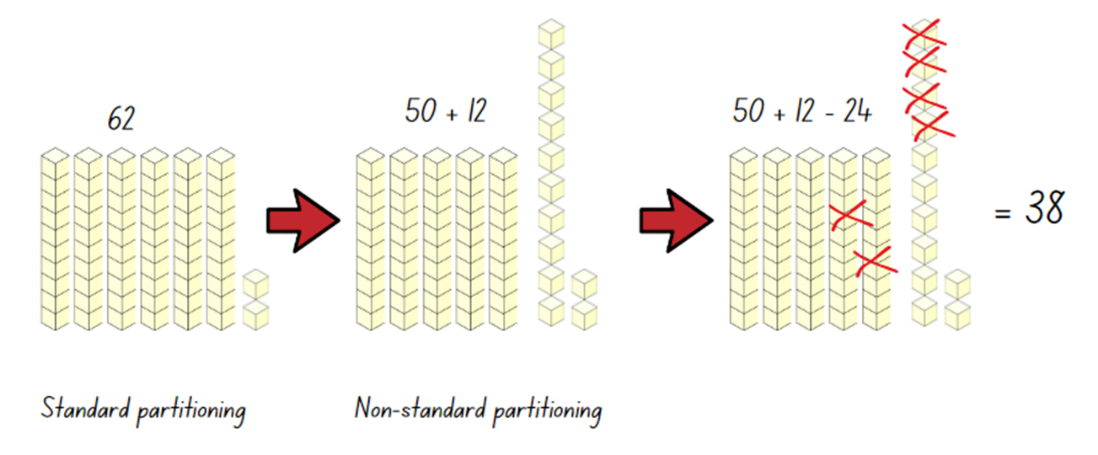 62
50 + 12
50 + 12 - 24
= 38
Standard partitioning
Non-standard partitioning